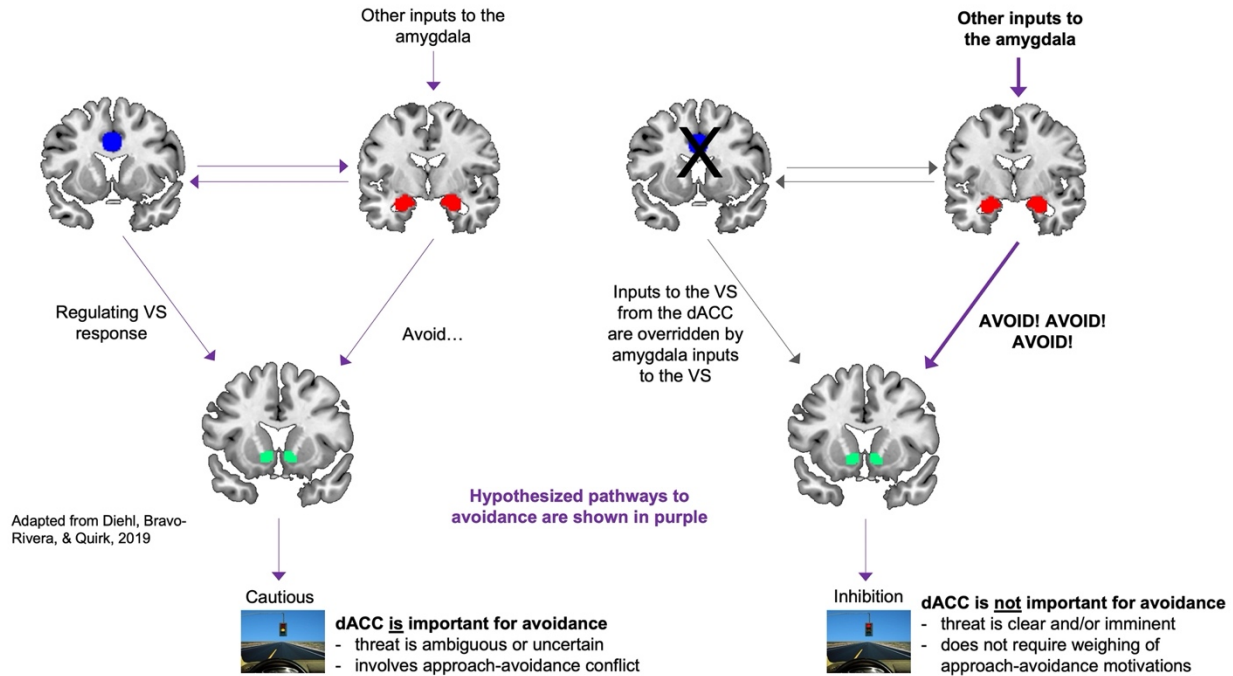 Other inputs to the
amygdala
Regulating VS
response
Avoid…
Cautious
dACC is important for avoidance
- threat is ambiguous or uncertain
- involves approach-avoidance conflict
Adapted from Diehl, Bravo-
Rivera, & Quirk, 2019
Hypothesized pathways to
avoidance are shown in purple
Other inputs to
the amygdala
X
Inputs to the VS
from the dACC
are overridden by
amygdala inputs
to the VS
AVOID! AVOID!
AVOID!
Inhibition
dACC is not important for avoidance
- threat is clear and/or imminent
- does not require weighing of
approach-avoidance motivations